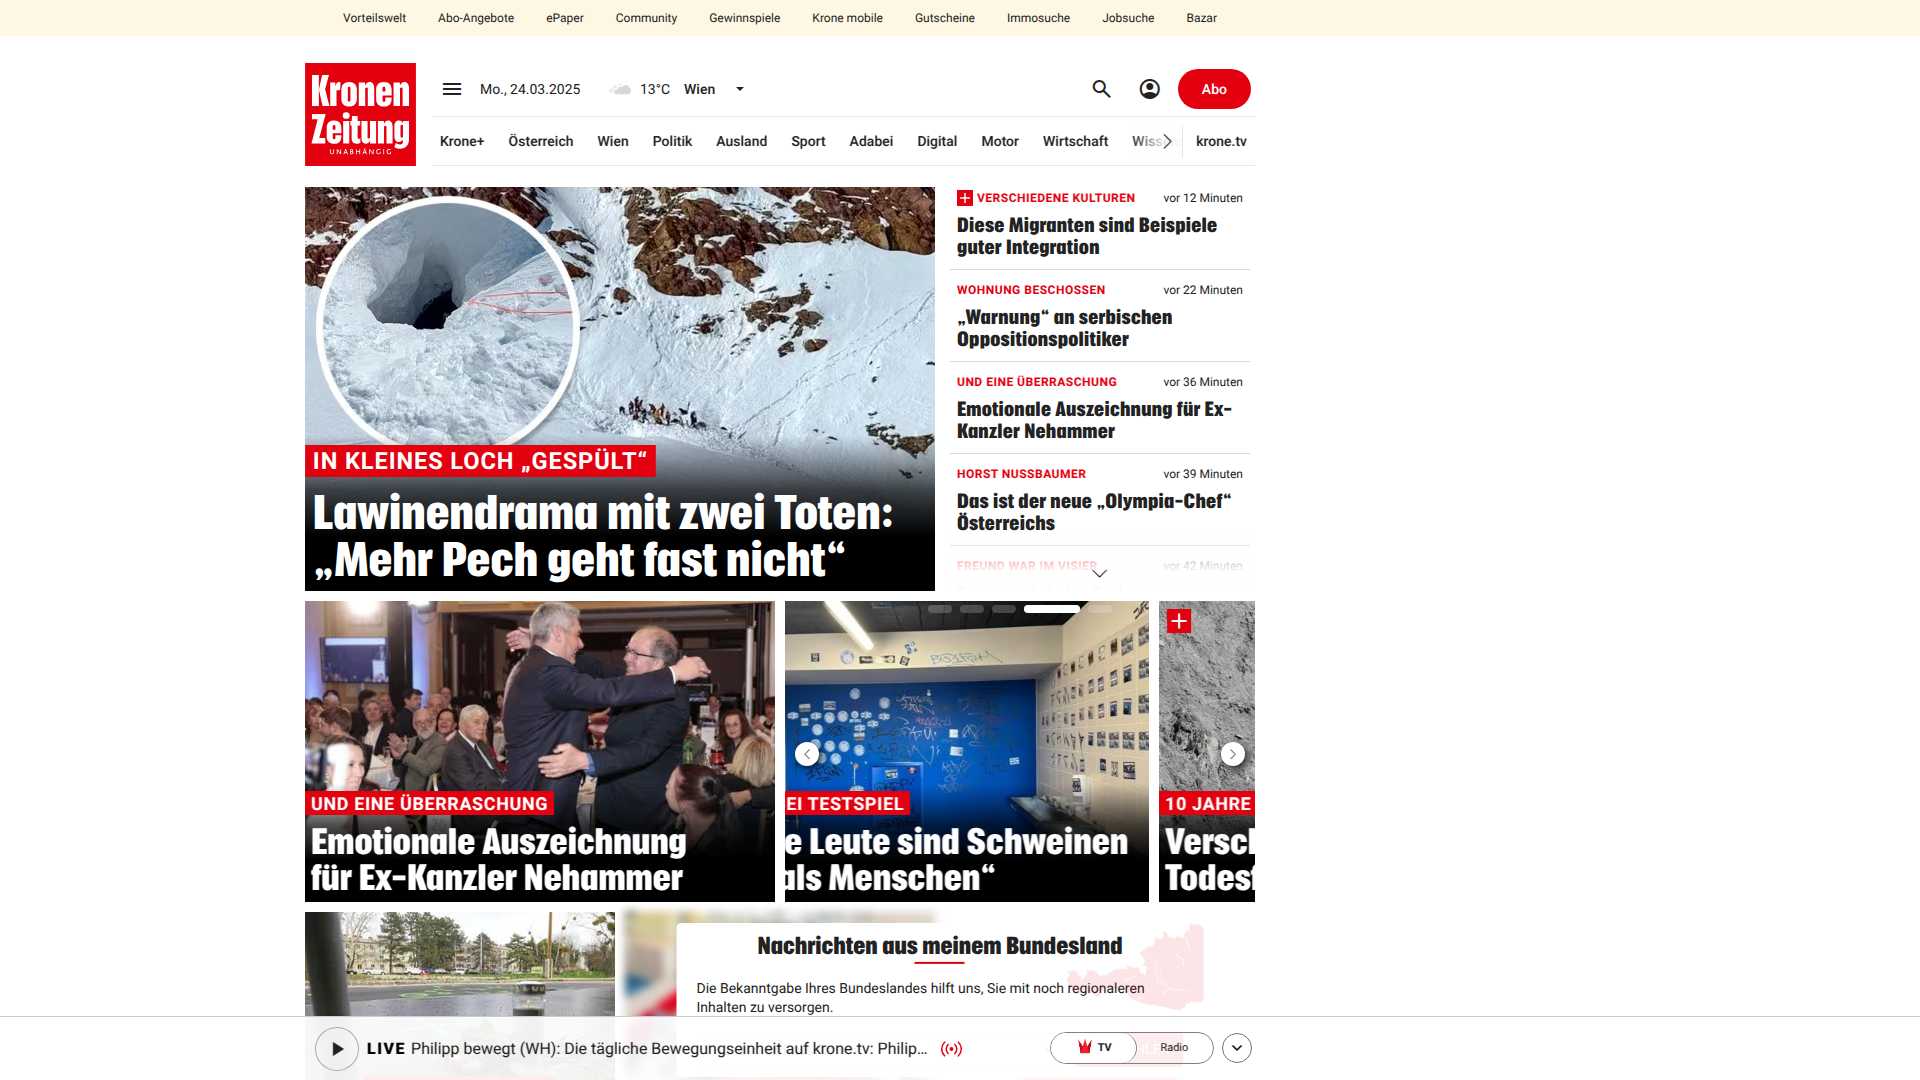 Vorteilswelt Abo-Angebote ePaper Community Gewinnspiele Krone mobile Gutscheine Immosuche Jobsuche Bazar
Kronen
Zeitung
UNABHÄNGIG
Mo., 24.03.2025 13°C Wien
Abo
Krone+ Österreich Wien Politik Ausland Sport Adabei Digital Motor Wirtschaft Wiss krone.tv
IN KLEINES LOCH „GESPÜLT“
Lawinendrama mit zwei Toten:
„Mehr Pech geht fast nicht“
VERSCHIEDENE KULTUREN vor 12 Minuten
Diese Migranten sind Beispiele
guter Integration
WOHNUNG BESCHOSSEN vor 22 Minuten
„Warnung“ an serbischen
Oppositionspolitiker
UND EINE ÜBERRASCHUNG vor 36 Minuten
Emotionale Auszeichnung für Ex-
Kanzler Nehammer
HORST NUSSBAUMER vor 39 Minuten
Das ist der neue „Olympia-Chef“
Österreichs
FREUND WAR IM VISIER vor 42 Minuten
UND EINE ÜBERRASCHUNG
Emotionale Auszeichnung
für Ex-Kanzler Nehammer
EI TESTSPIEL
e Leute sind Schweinen
als Menschen“
10 JAHRE
Versch
Todesf
Nachrichten aus meinem Bundesland
Die Bekanntgabe Ihres Bundeslandes hilft uns, Sie mit noch regionaleren
Inhalten zu versorgen.
LIVE Philipp bewegt (WH): Die tägliche Bewegungseinheit auf krone.tv: Philip...
TV Radio